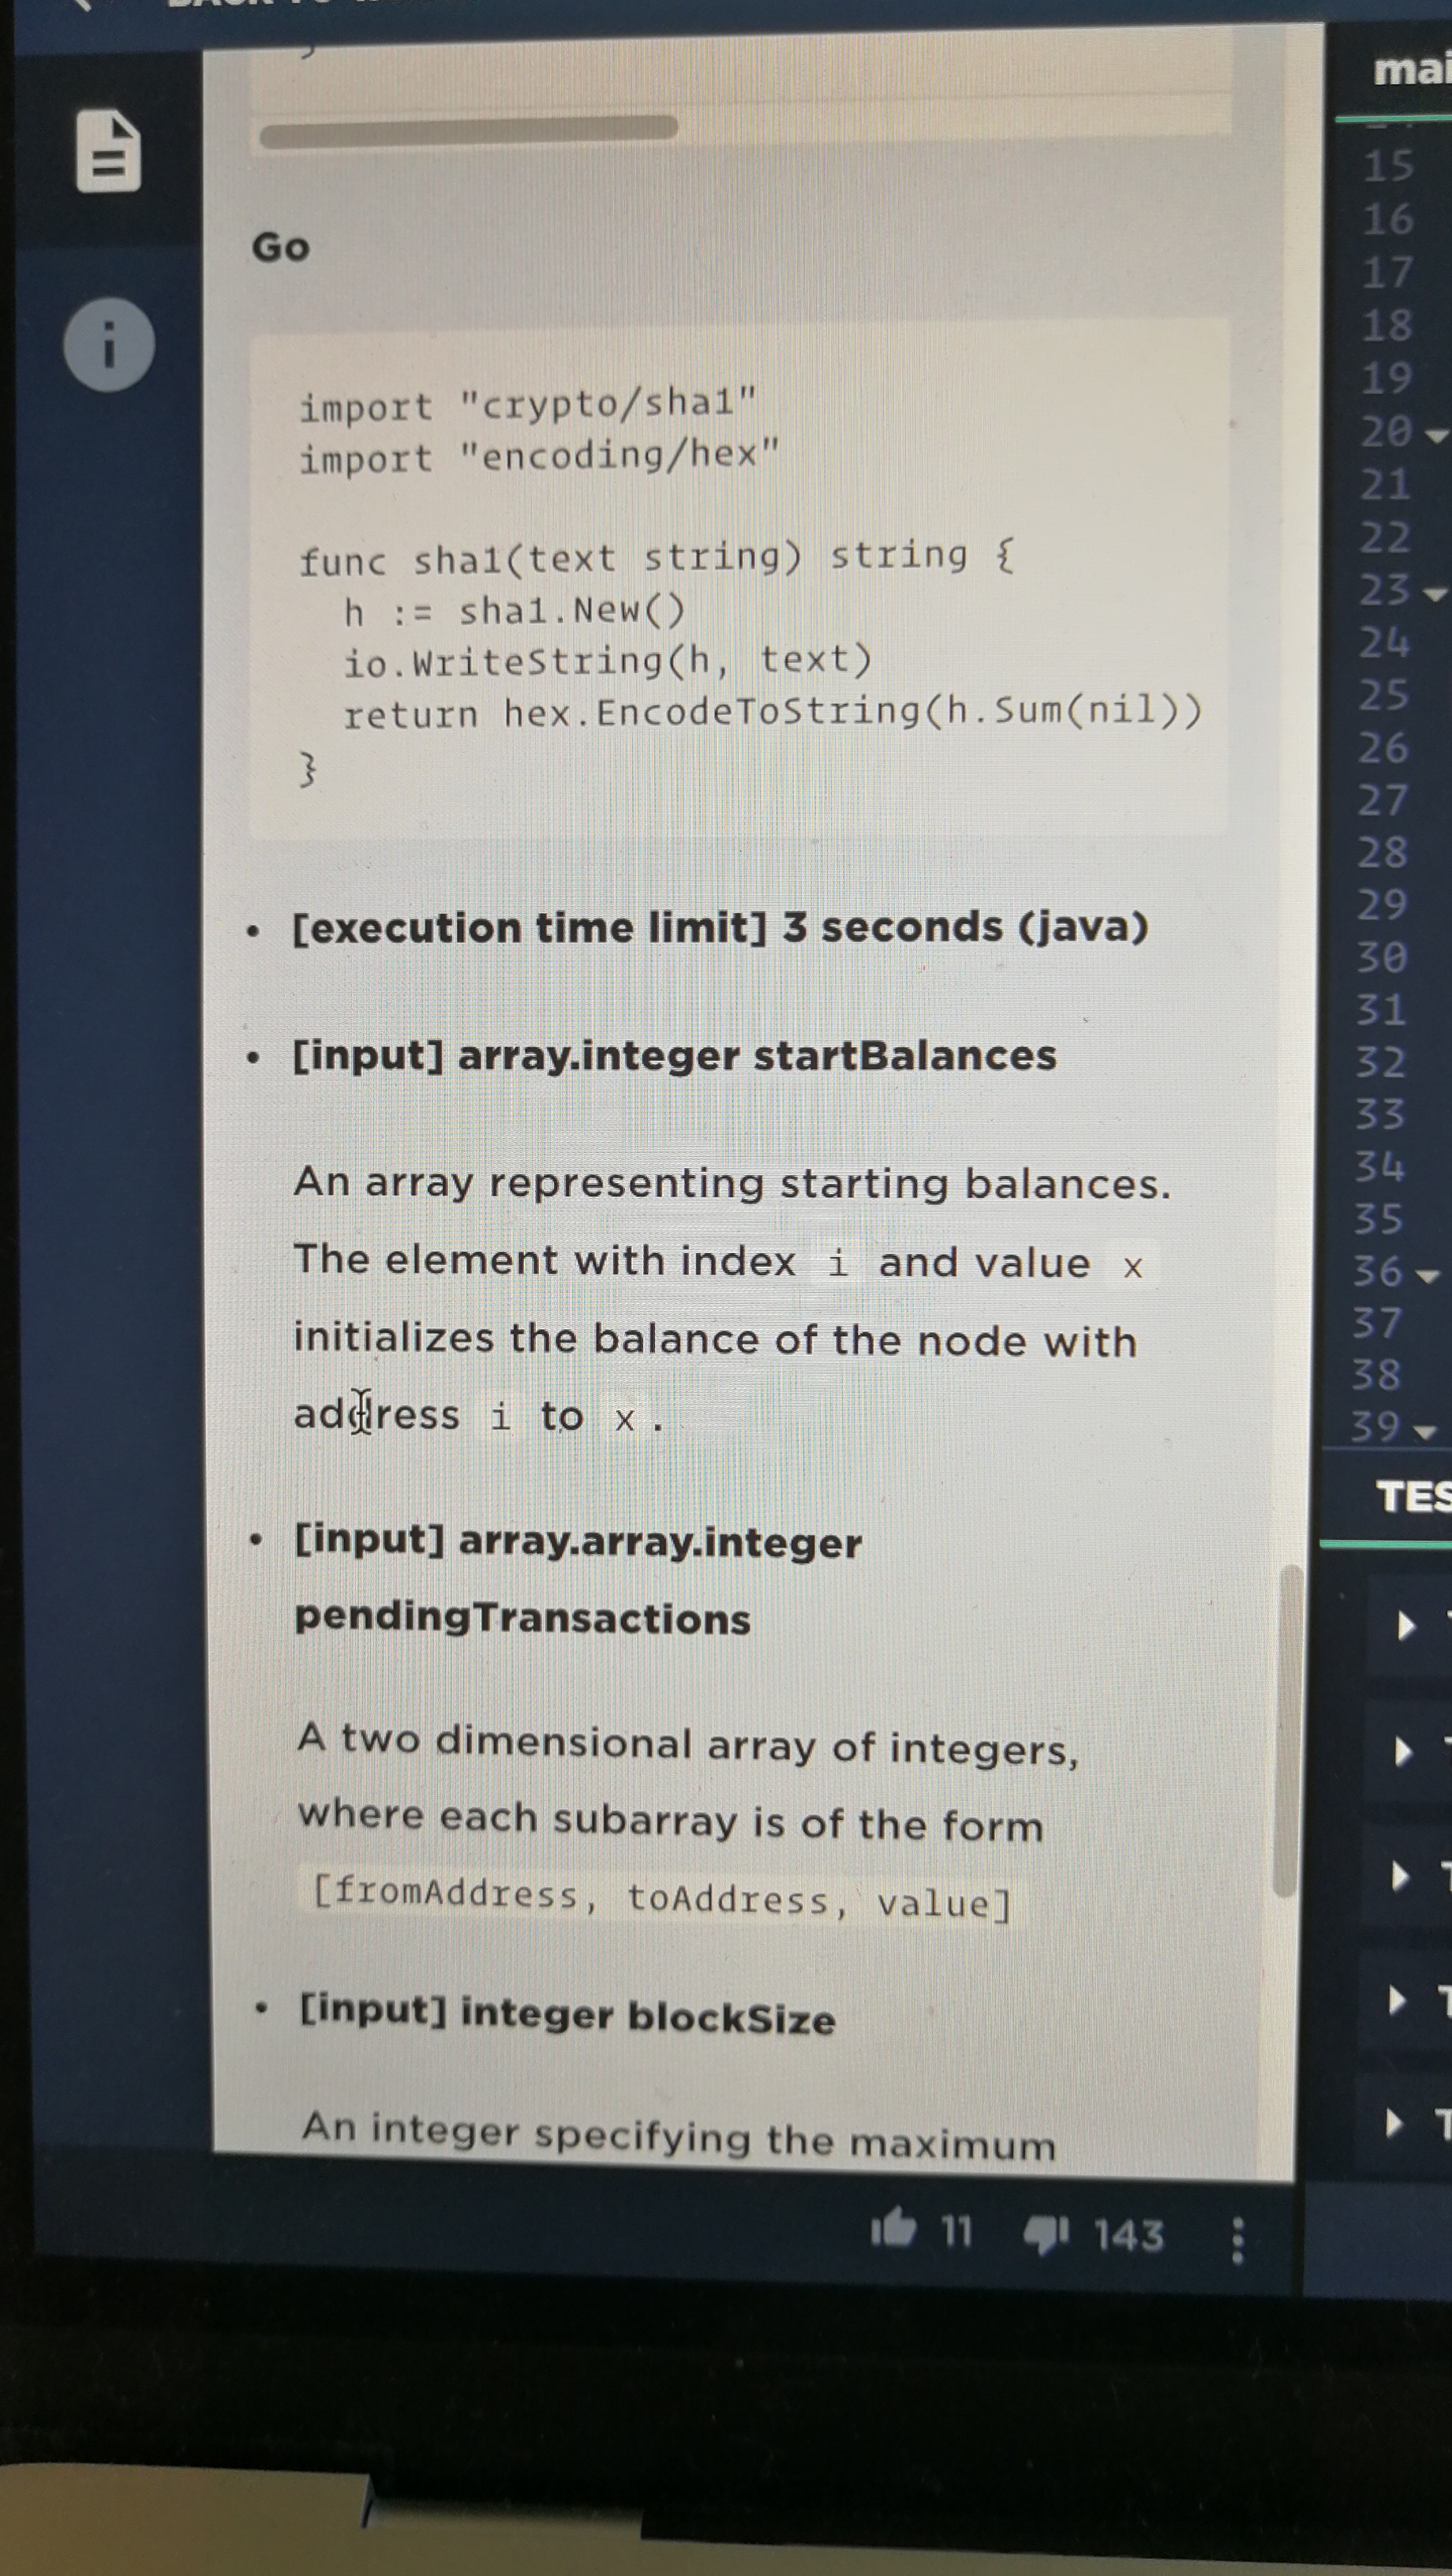 mai
}
Go
import "crypto/sha1"
import "encoding/hex"
func sha1(text string) string {
h := sha1.New()
io.WriteString(h, text)
return hex.EncodeToString(h.Sum(nil))
}
• [execution time limit] 3 seconds (java)
• [input] array.integer startBalances
An array representing starting balances.
The element with index i and value x
initializes the balance of the node with
address i to x.
• [input] array.array.integer
pendingTransactions
A two dimensional array of integers,
where each subarray is of the form
[fromAddress, toAddress, value]
• [input] integer blockSize
An integer specifying the maximum
11 143
15
16
17
18
19
20
21
22
23
24
25
26
27
28
29
30
31
32
33
34
35
36
37
38
39
TES